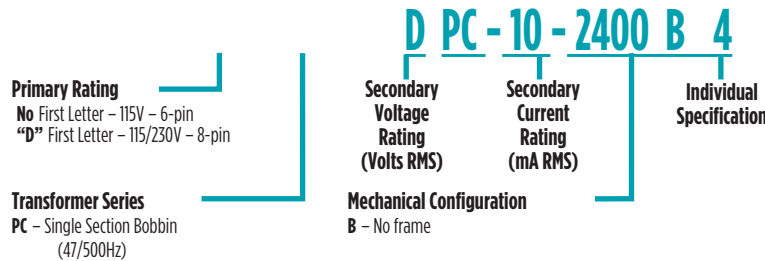 D PC - 10 - 2400 B 4
Primary Rating
No First Letter – 115V – 6-pin
“D” First Letter – 115/230V – 8-pin
Secondary
Voltage
Rating
(Volts RMS)
Secondary
Current
Rating
(mA RMS)
Individual
Specification
Transformer Series
PC – Single Section Bobbin
(47/500Hz)
Mechanical Configuration
B – No frame